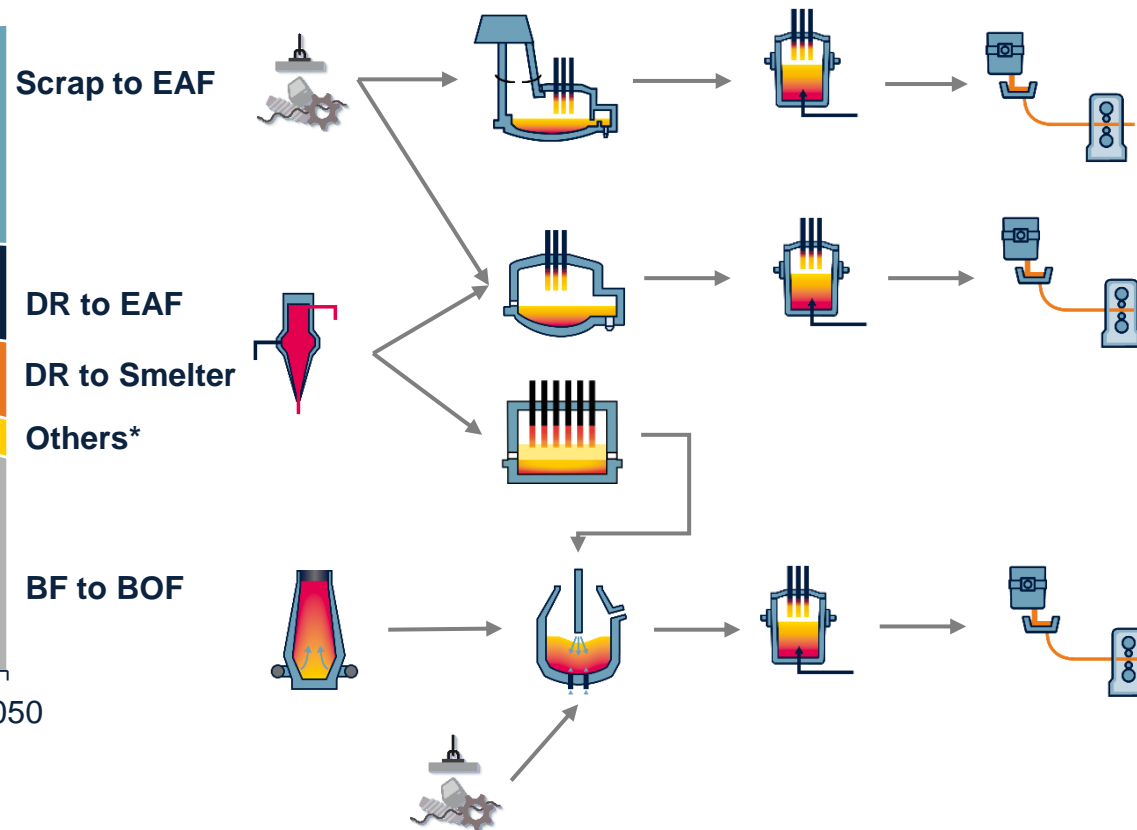 Scrap to EAF
DR to EAF
DR to Smelter
Others*
BF to BOF
050